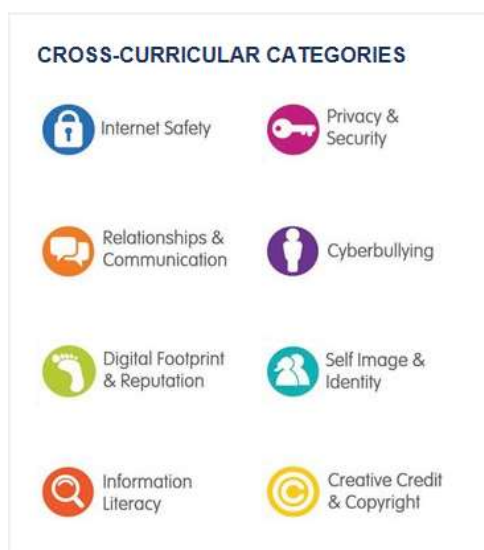 CROSS-CURRICULAR CATEGORIES
Internet Safety
Privacy &
Security
Relationships &
Communication
Cyberbullying
Digital Footprint
& Reputation
Self Image &
Identity
Information
Literacy
Creative Credit
& Copyright